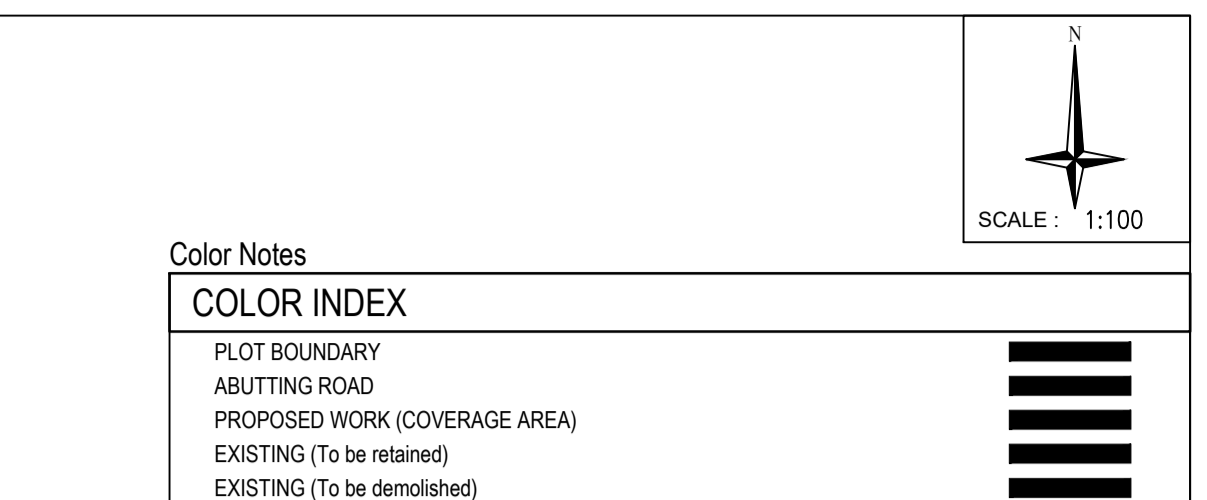 N
SCALE : 1:100
Color Notes
COLOR INDEX
PLOT BOUNDARY
ABUTTING ROAD
PROPOSED WORK (COVERAGE AREA)
EXISTING (To be retained)
EXISTING (To be demolished)